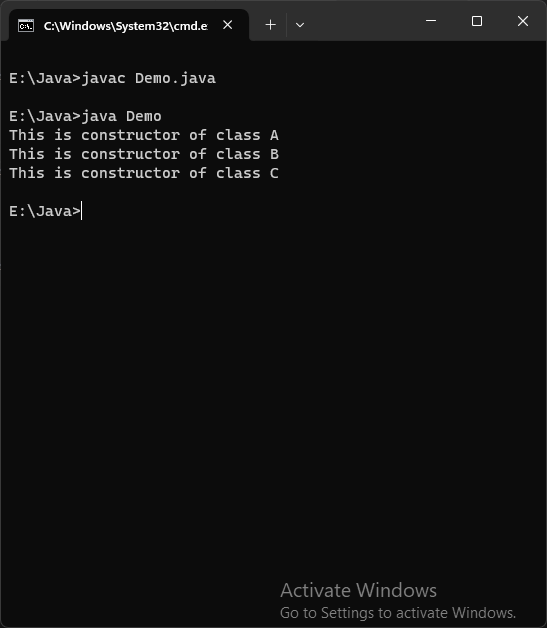 C:\Windows\System32\cmd.e
E:\Java>javac Demo.java
E:\Java>java Demo
This is constructor of class A
This is constructor of class B
This is constructor of class C
E:\Java>
Activate Windows
Go to Settings to activate Windows.